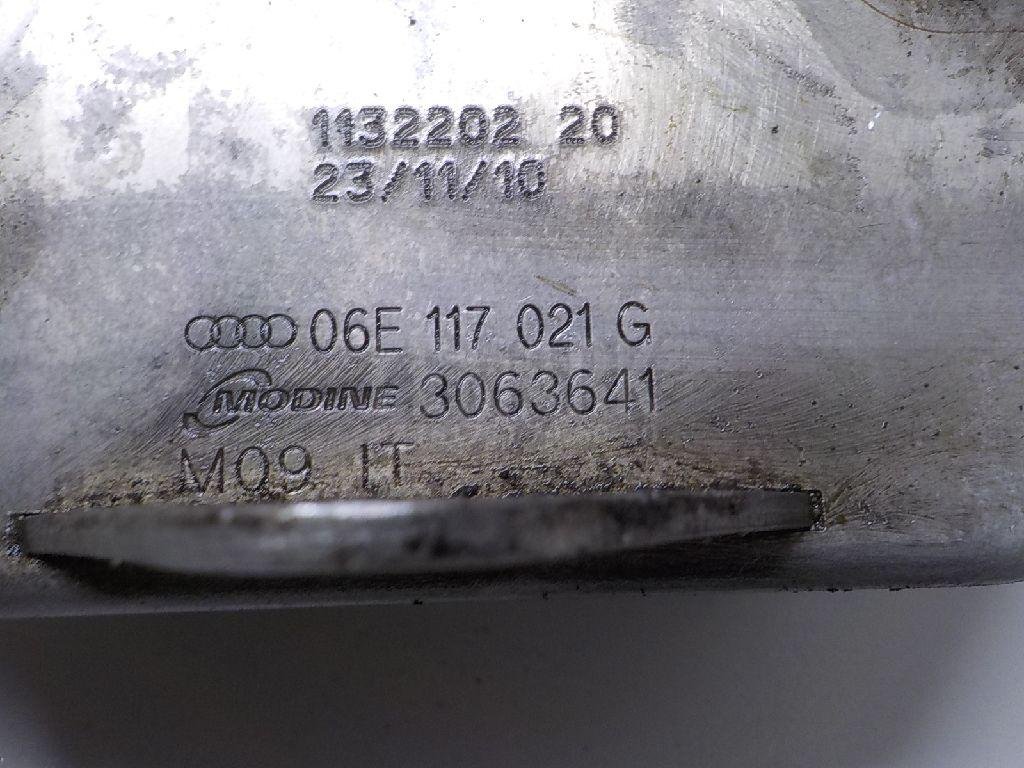 1132202 20
23/11/10
06E 117 021 G
MODINE 3063641
M09 IT